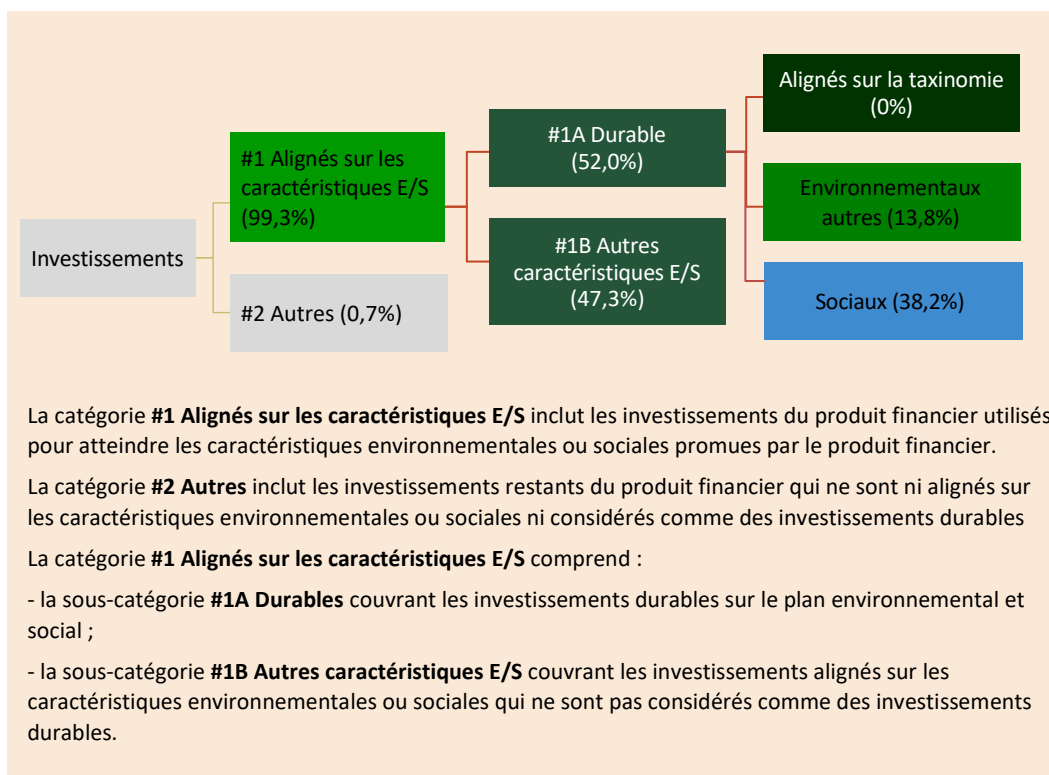 Investissements
#1 Alignés sur les
caractéristiques E/S
(99,3%)
#2 Autres (0,7%)
#1A Durable
(52,0%)
#1B Autres
caractéristiques E/S
(47,3%)
Alignés sur la taxinomie
(0%)
Environnementaux
autres (13,8%)
Sociaux (38,2%)
La catégorie #1 Alignés sur les caractéristiques E/S inclut les investissements du produit financier utilisés
pour atteindre les caractéristiques environnementales ou sociales promues par le produit financier.
La catégorie #2 Autres inclut les investissements restants du produit financier qui ne sont ni alignés sur
les caractéristiques environnementales ou sociales ni considérés comme des investissements durables
La catégorie #1 Alignés sur les caractéristiques E/S comprend :
- la sous-catégorie #1A Durables couvrant les investissements durables sur le plan environnemental et
social ;
- la sous-catégorie #1B Autres caractéristiques E/S couvrant les investissements alignés sur les
caractéristiques environnementales ou sociales qui ne sont pas considérés comme des investissements
durables.